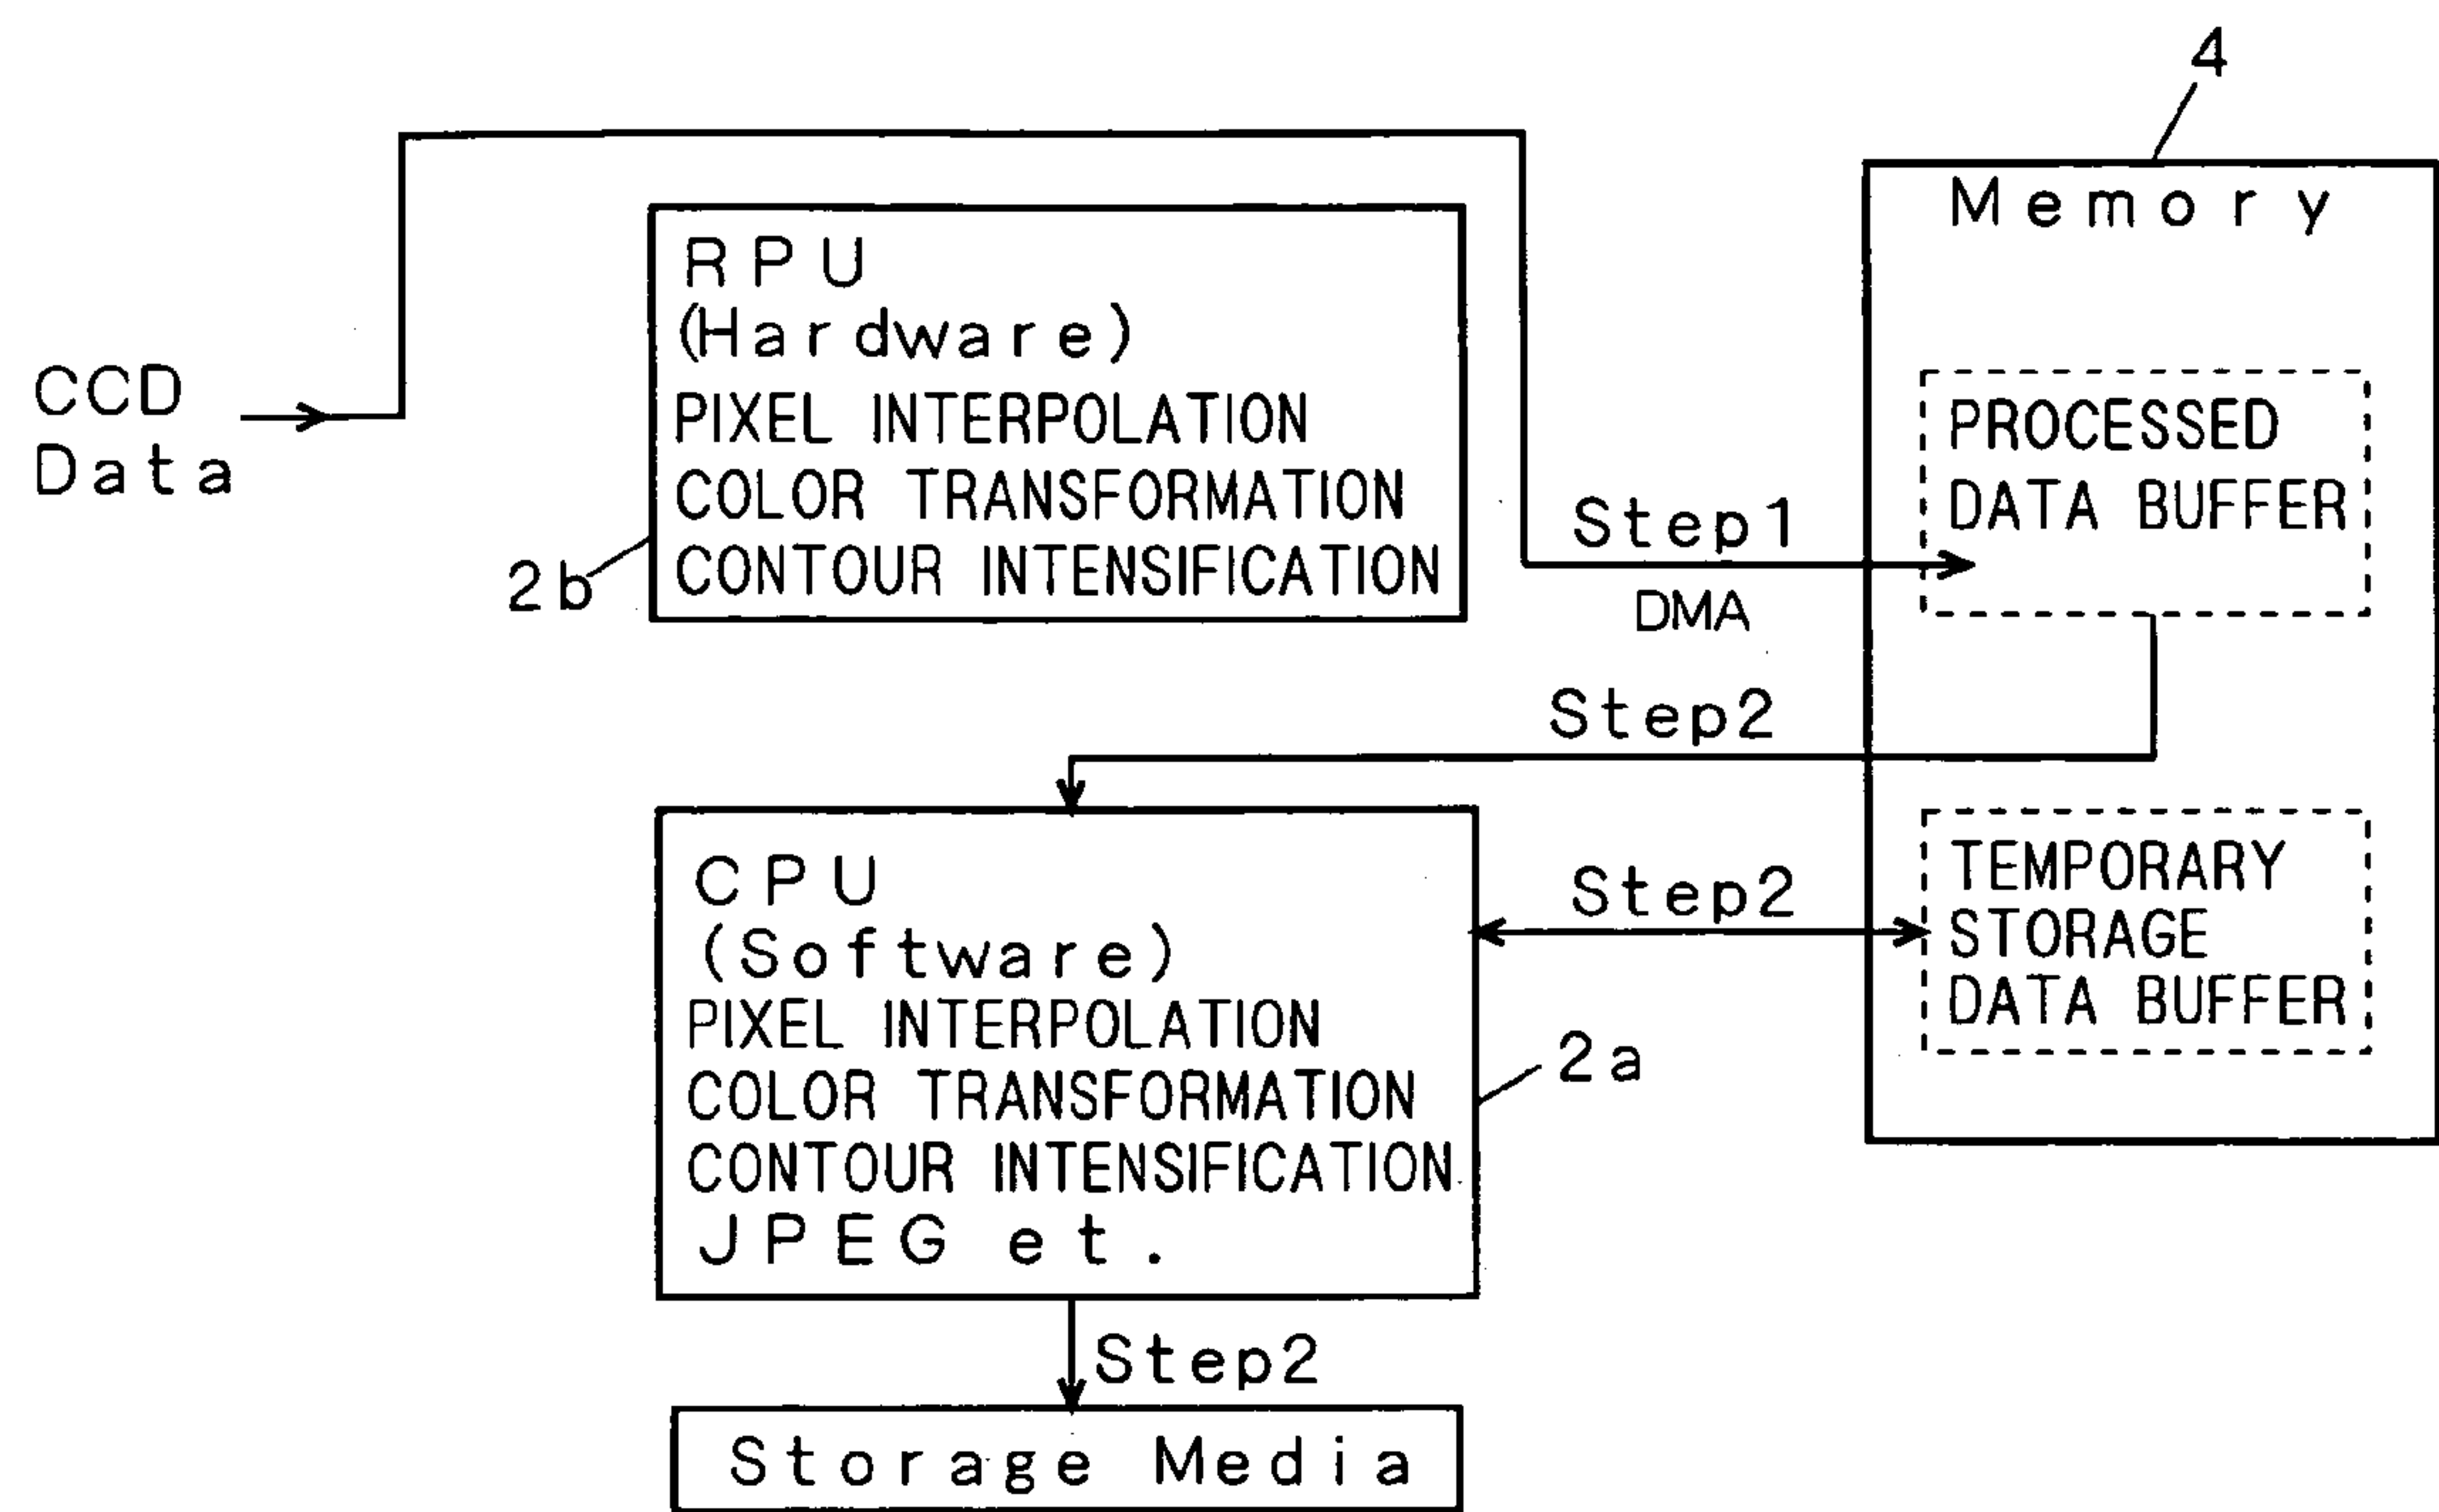 4
Memory
RPU
(Hardware)
PIXEL INTERPOLATION
COLOR TRANSFORMATION
CONTOUR INTENSIFICATION
2b
CCD
Data
PROCESSED
DATA BUFFER
Step1
DMA
Step2
CPU
(Software)
PIXEL INTERPOLATION
COLOR TRANSFORMATION
CONTOUR INTENSIFICATION
JPEG et.
Step2
TEMPORARY
STORAGE
DATA BUFFER
2a
Step2
Storage Media